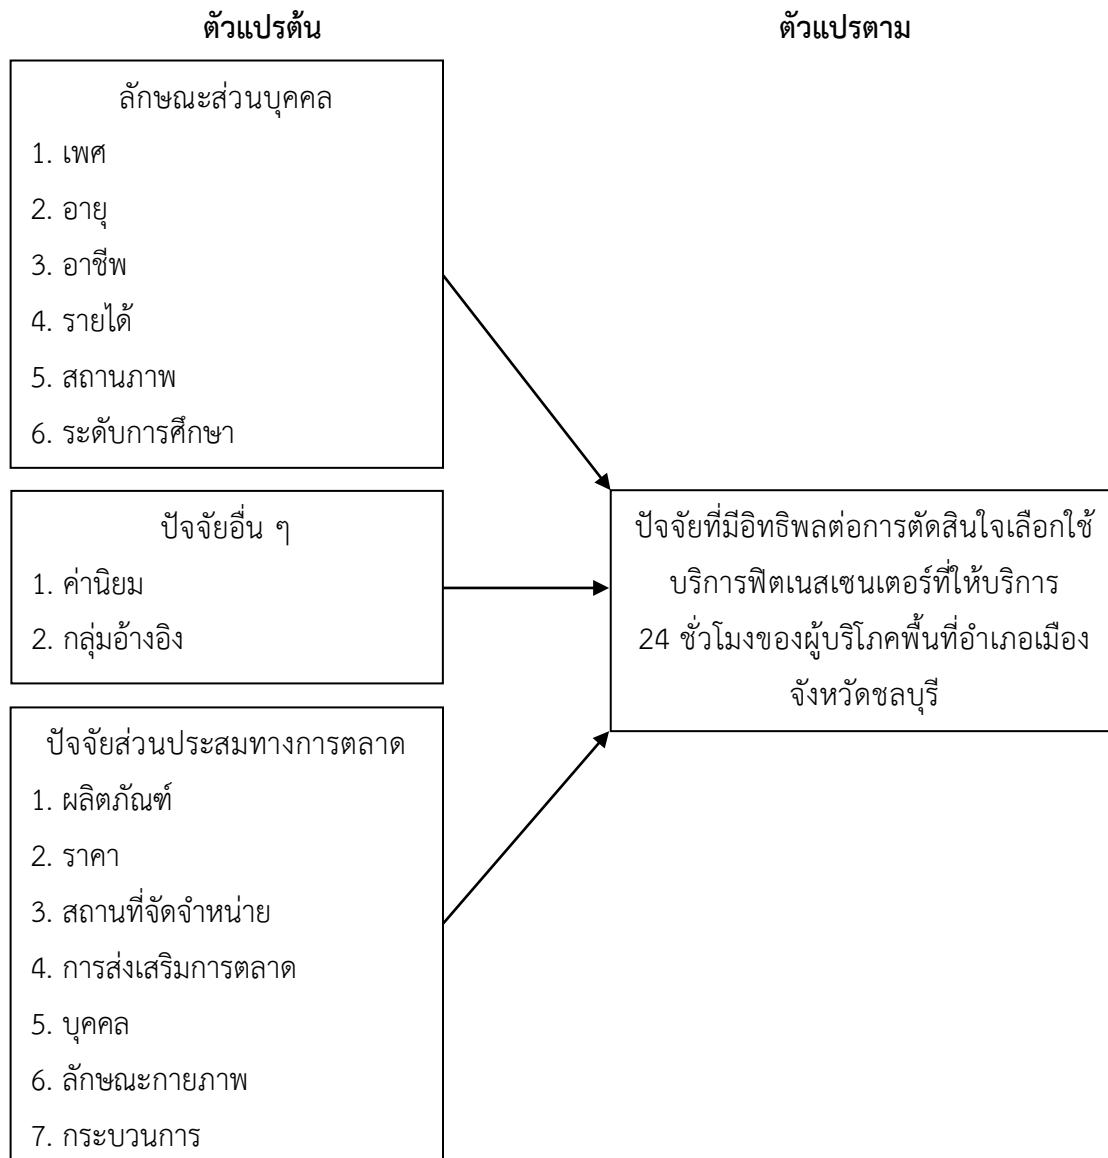 ตัวแปรต้น
ตัวแปรตาม
ลักษณะส่วนบุคคล
1. เพศ
2. อายุ
3. อาชีพ
4. รายได้
5. สถานภาพ
6. ระดับการศึกษา
ปัจจัยอื่น ๆ
1. ค่านิยม
2. กลุ่มอ้างอิง
ปัจจัยส่วนประสมทางการตลาด
1. ผลิตภัณฑ์
2. ราคา
3. สถานที่จัดจำหน่าย
4. การส่งเสริมการตลาด
5. บุคคล
6. ลักษณะกายภาพ
7. กระบวนการ
ปัจจัยที่มีอิทธิพลต่อการตัดสินใจเลือกใช้
บริการฟิตเนสเซนเตอร์ที่ให้บริการ
24 ชั่วโมงของผู้บริโภคพื้นที่อำเภอเมือง
จังหวัดชลบุรี